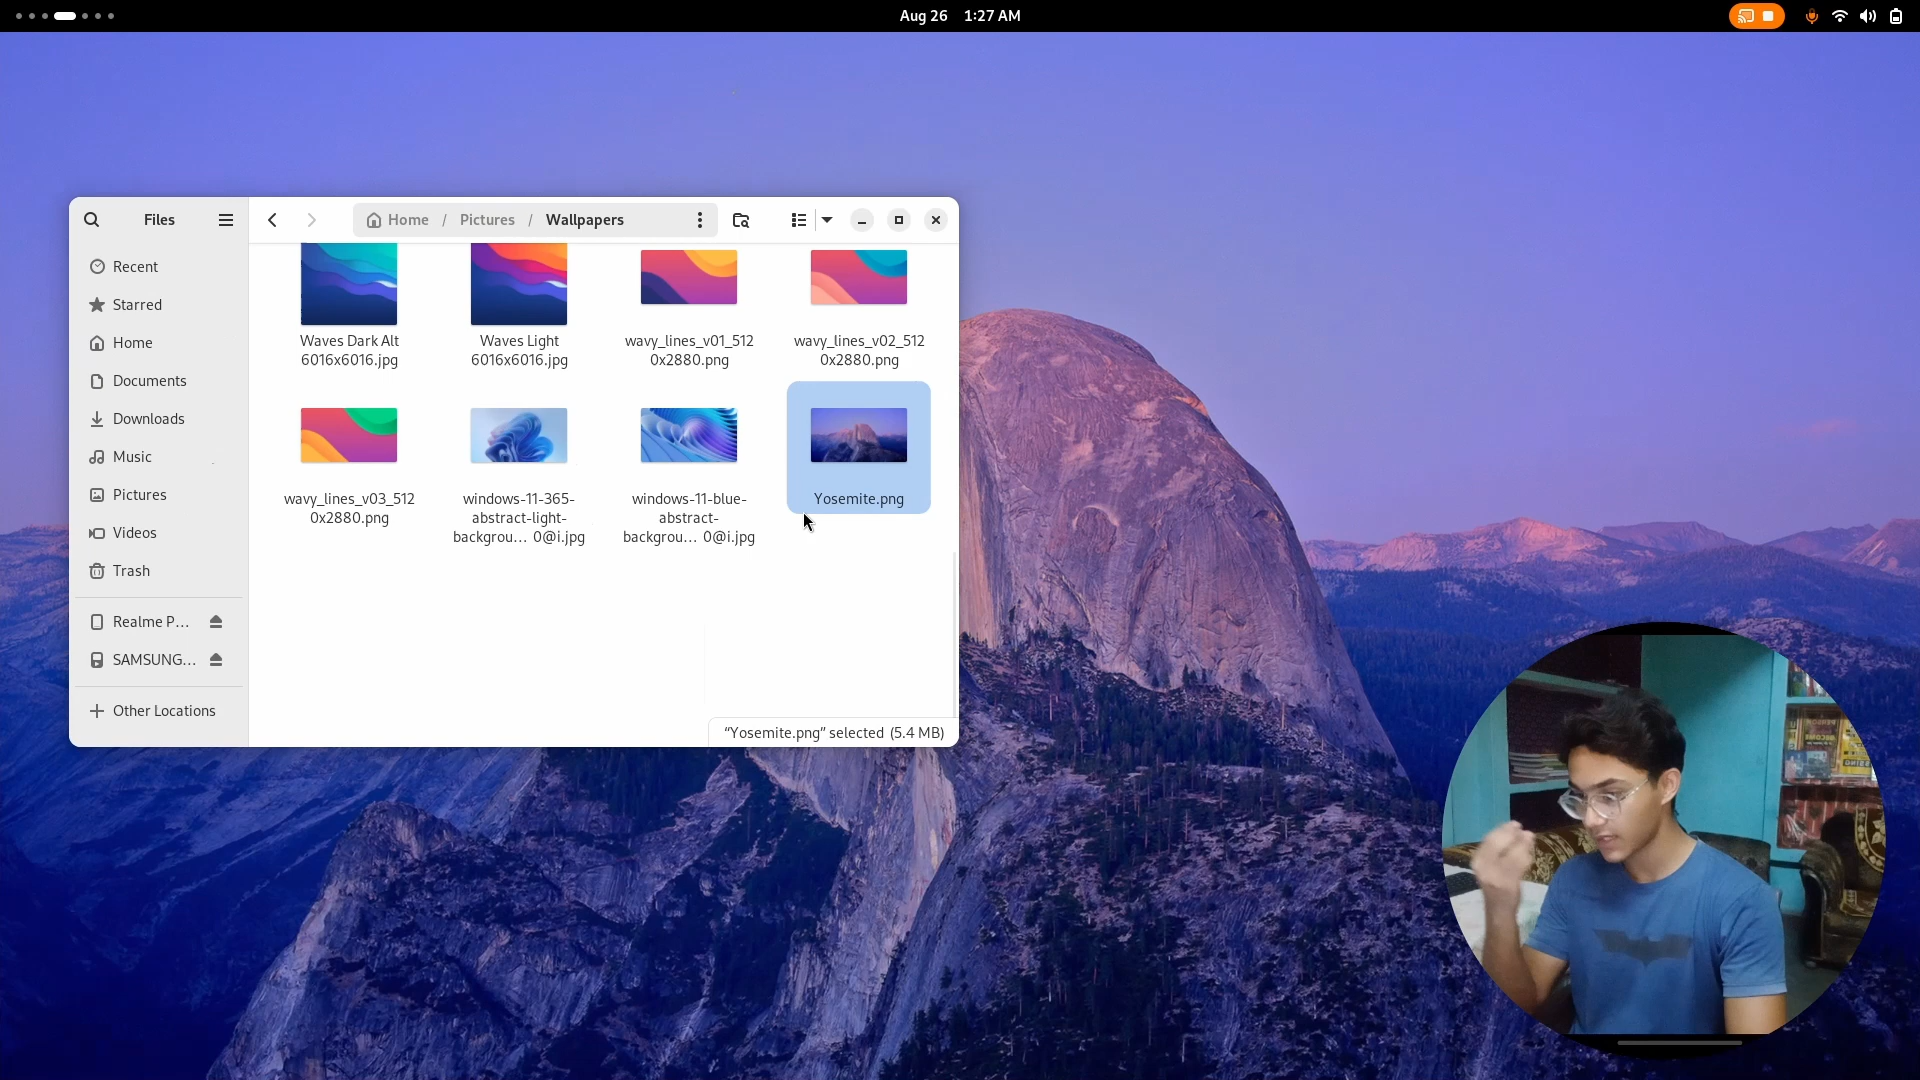 Aug 26 1:27 AM
Files
Home / Pictures / Wallpapers
Recent
Starred
Home
Documents
Downloads
Music
Pictures
Videos
Trash
Realme P...
SAMSUNG...
Other Locations
Waves Dark Alt
6016x6016.jpg
Waves Light
6016x6016.jpg
wavy_lines_v01_512
0x2880.png
wavy_lines_v02_512
0x2880.png
wavy_lines_v03_512
0x2880.png
windows-11-365-
abstract-light-
backgrou... 0@i.jpg
windows-11-blue-
abstract-
backgrou... 0@i.jpg
Yosemite.png
“Yosemite.png” selected (5.4 MB)